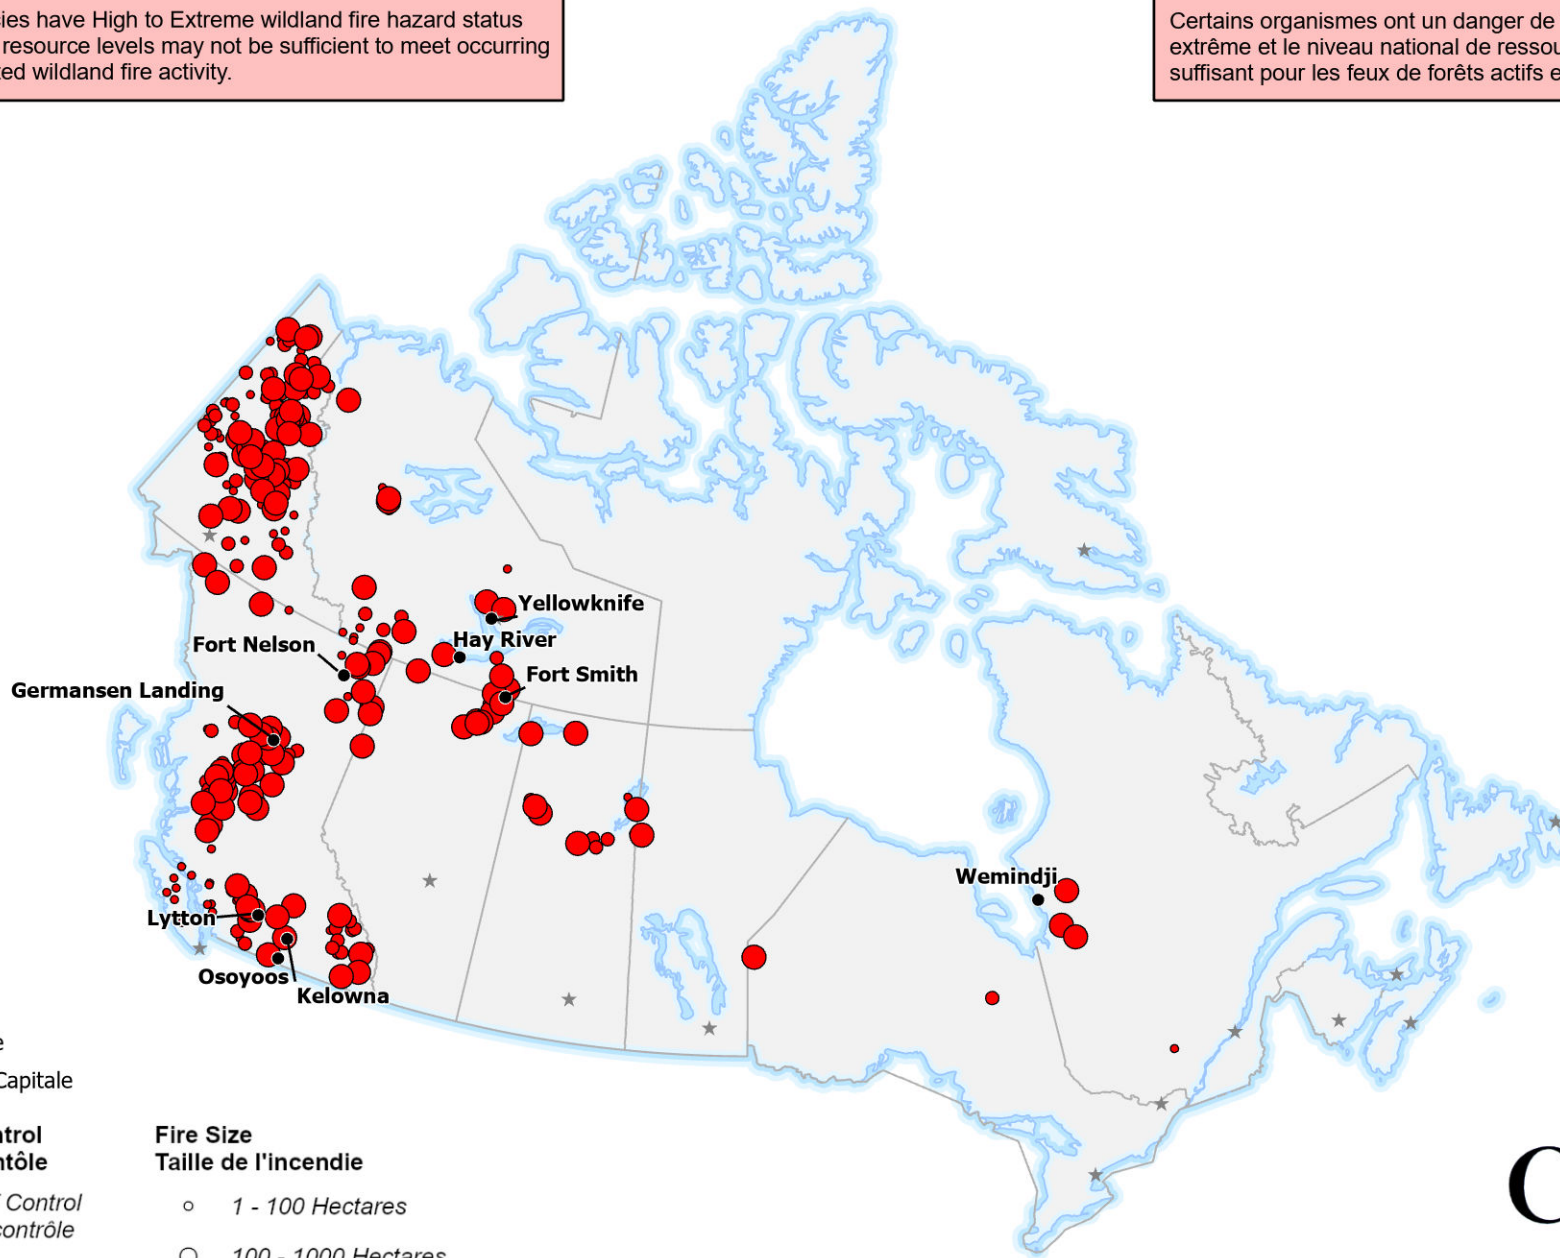 ies have High to Extreme wildland fire hazard status
resource levels may not be sufficient to meet occurring
ted wildland fire activity.
Certains organismes ont un danger de
extrême et le niveau national de ressou
suffisant pour les feux de forêts actifs e
Yellowknife
Hay River
Fort Nelson
Fort Smith
Germansen Landing
Wemindji
Lytton
Osoyoos
Kelowna
e
Capitale
ntrol
ntôle
Control
contrôle
Fire Size
Taille de l'incendie
1 - 100 Hectares
100 - 1000 Hectares
C